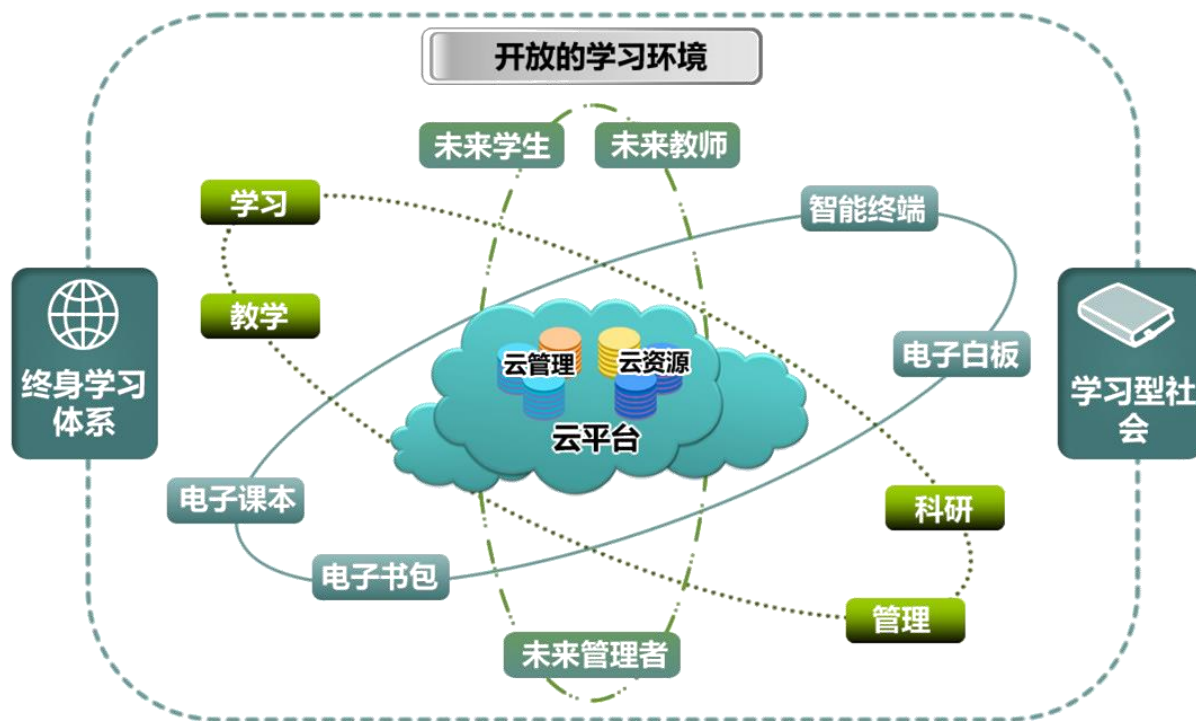 开放的学习环境
未来学生
未来教师
学习
智能终端
教学
云管理
云资源
电子白板
终身学习
体系
学习型社
会
云平台
电子课本
科研
电子书包
管理
未来管理者